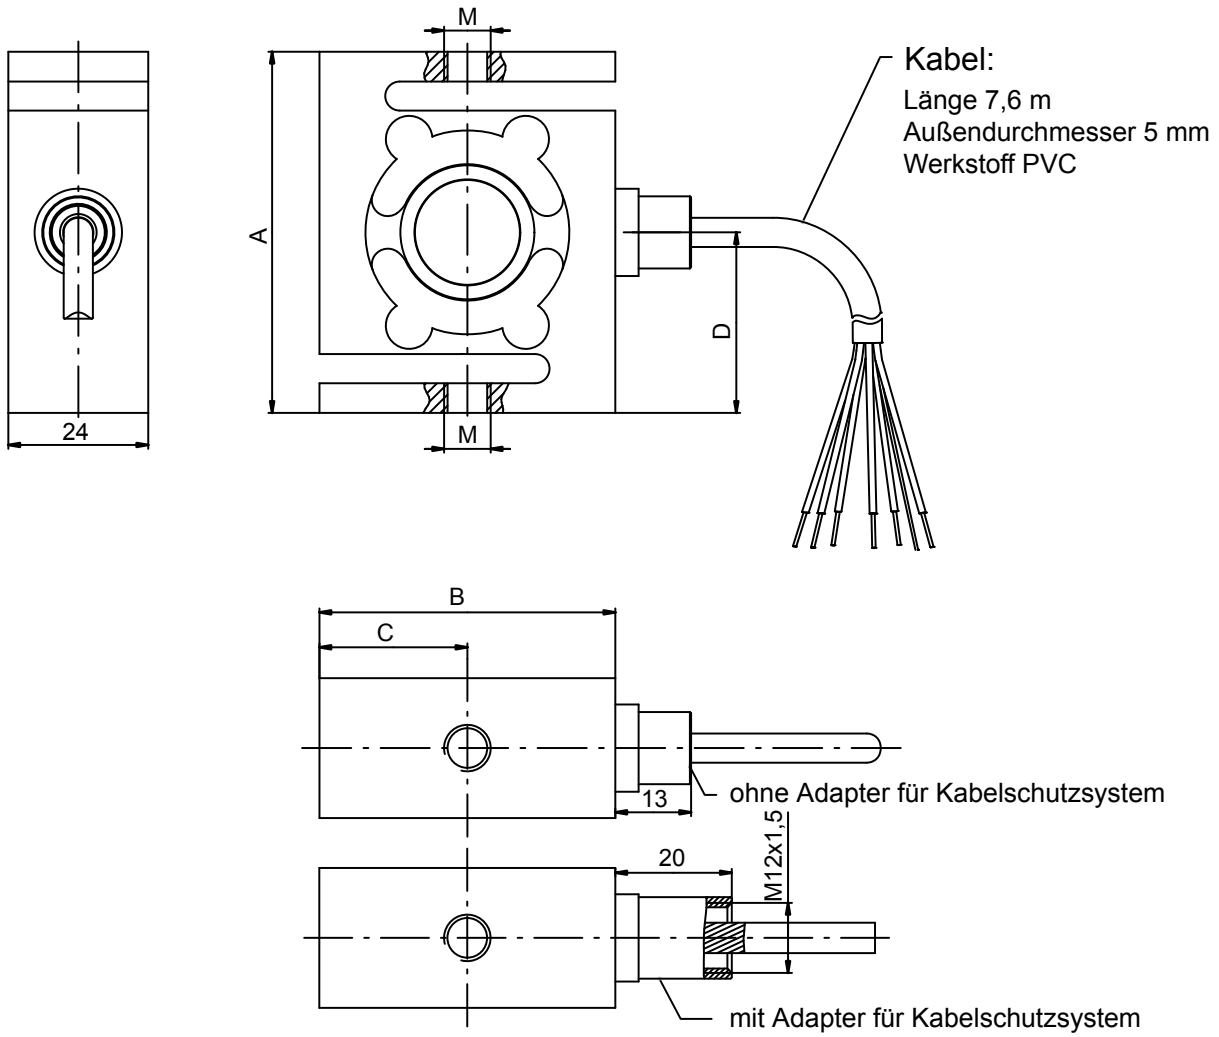 M
Kabel:
Länge 7,6 m
Außendurchmesser 5 mm
Werkstoff PVC
A
D
24
M
B
C
13
ohne Adapter für Kabelschutzsystem
20
M12x1,5
mit Adapter für Kabelschutzsystem